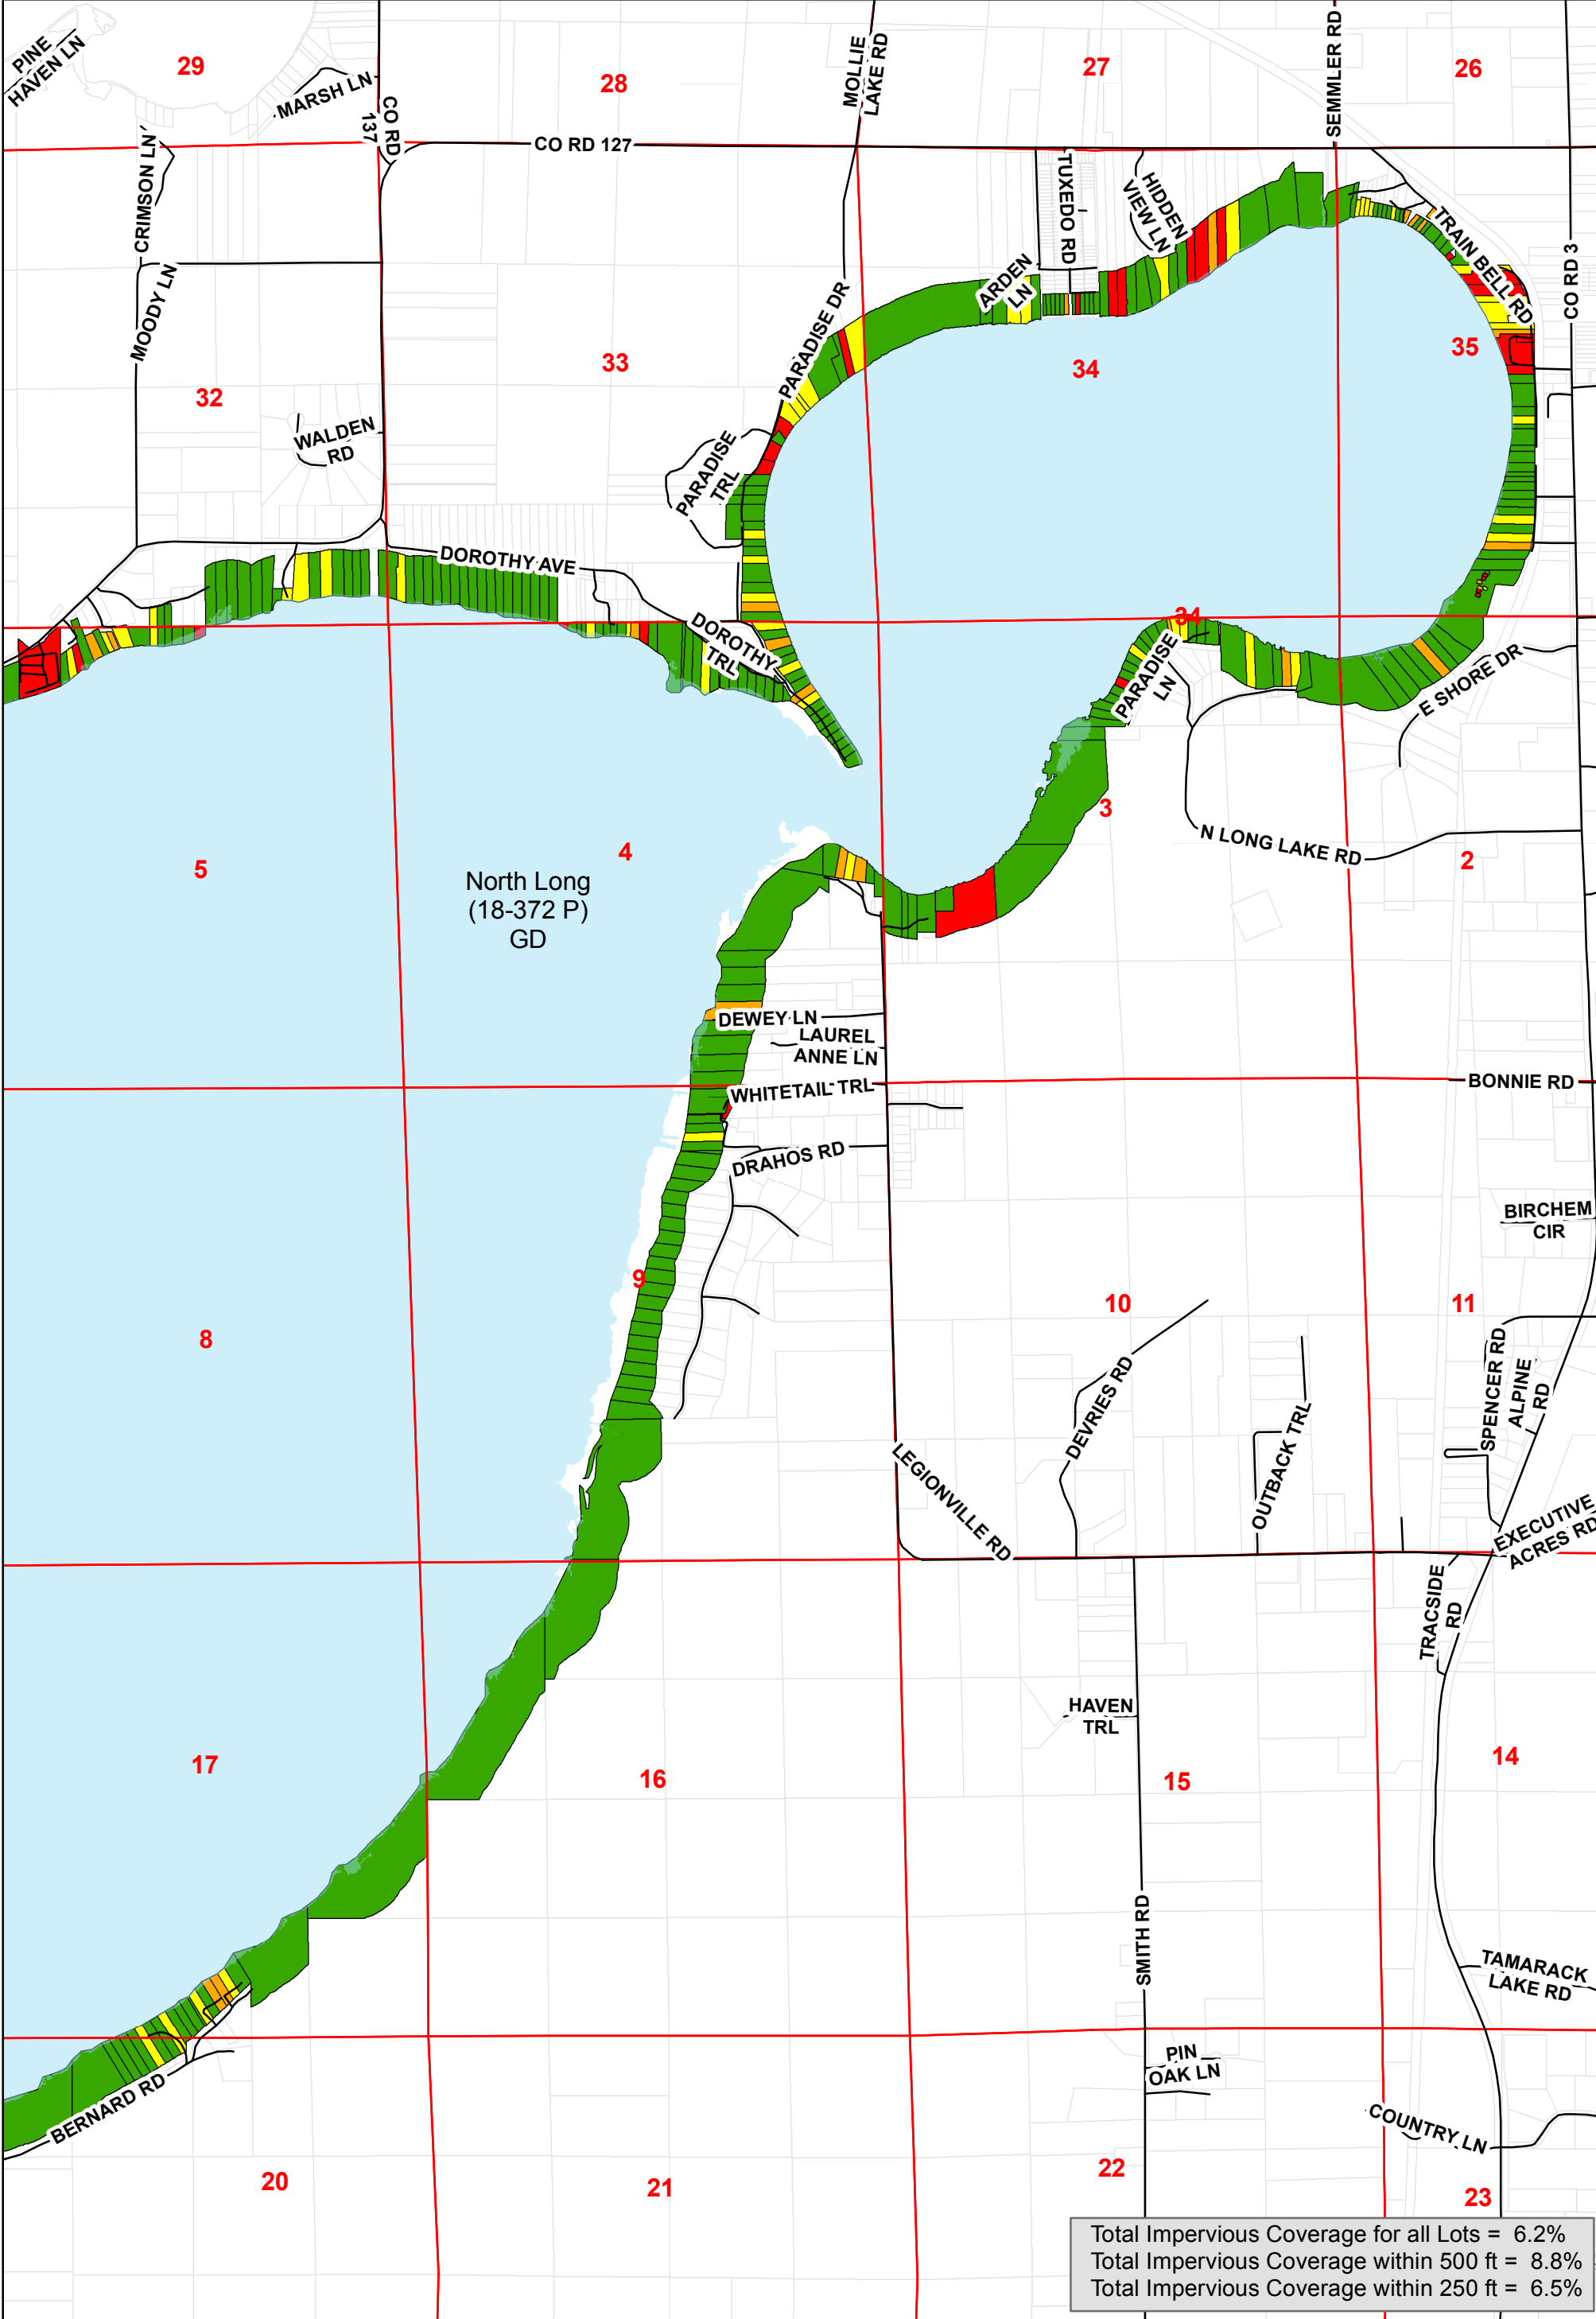 PINE
HAVEN LN
29
MARSH LN
CO RD
137
28
MOLLIE
LAKE RD
27
SEMMLER RD
26
CRIMSON LN
CO RD 127
TUXEDO RD
HIDDEN
VIEW LN
TRAIN BELL RD
CO RD 3
MOODY LN
ARDEN
LN
PARADISE DR
32
33
34
35
WALDEN
RD
PARADISE
TRL
DOROTHY AVE
DOROTHY
TRL
34
PARADISE
LN
E SHORE DR
3
N LONG LAKE RD
2
5
4
North Long
(18-372 P)
GD
DEWEY LN
LAUREL
ANNE LN
WHITETAIL TRL
BONNIE RD
DRAHOS RD
BIRCHEM
CIR
9
10
11
8
SPENCER RD
ALPINE
RD
DEVRIES RD
OUTBACK TRL
LEGIONVILLE RD
EXECUTIVE
ACRES RD
TRACSIDE
RD
HAVEN
TRL
17
16
15
14
SMITH RD
TAMARACK
LAKE RD
PIN
OAK LN
BERNARD RD
COUNTRY LN
20
21
22
23
Total Impervious Coverage for all Lots = 6.2%
Total Impervious Coverage within 500 ft = 8.8%
Total Impervious Coverage within 250 ft = 6.5%